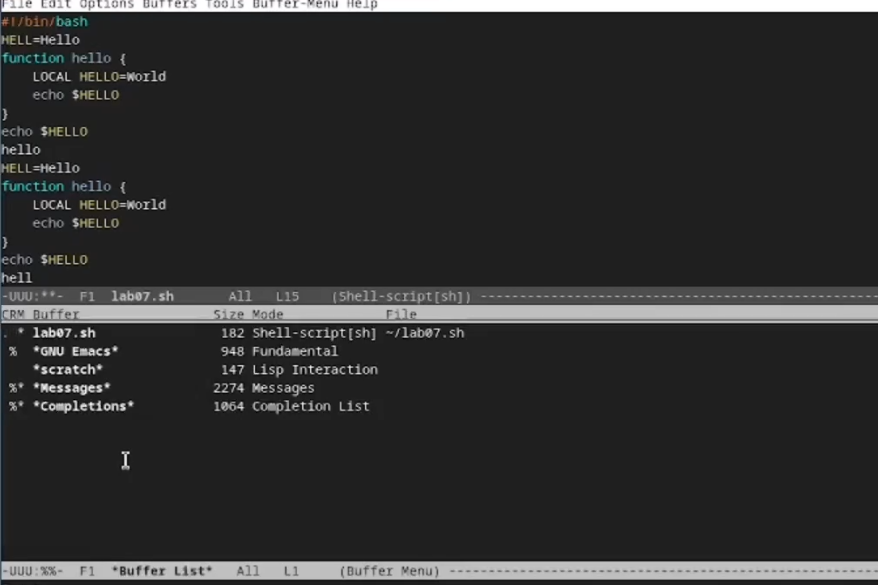 File Edit Options Buffers Tools Buffer-Menu Help
#!/bin/bash
HELL=Hello
function hello {
    LOCAL HELLO=World
    echo $HELLO
}
echo $HELLO
hello
HELL=Hello
function hello {
    LOCAL HELLO=World
    echo $HELLO
}
echo $HELLO
hell
-UUU:**-  F1  lab07.sh       All   L15    (Shell-script[sh]) ------------------------------------------------
CRM Buffer                Size Mode             File
. * lab07.sh               182 Shell-script[sh] ~/lab07.sh
 %  *GNU Emacs*            948 Fundamental
    *scratch*              147 Lisp Interaction
 %* *Messages*            2274 Messages
 %* *Completions*         1064 Completion List
-UUU:%%-  F1  *Buffer List*   All   L1     (Buffer Menu) ----------------------------------------------------